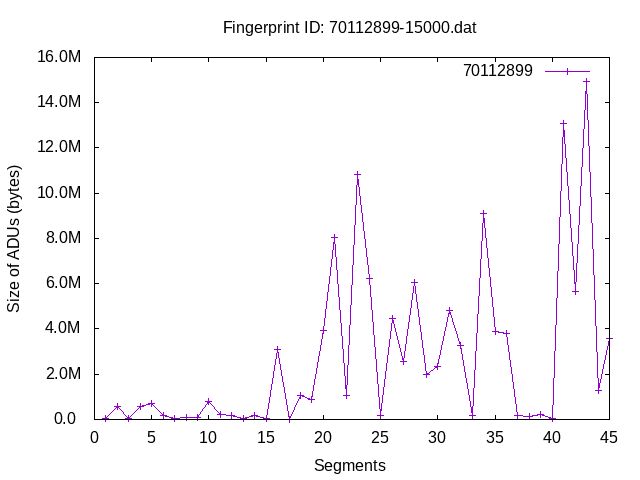 Fingerprint ID: 70112899-15000.dat
16.0M
70112899
14.0M
12.0M
10.0M
8.0M
6.0M
4.0M
2.0M
0.0
Size of ADUs (bytes)
0 5 10 15 20 25 30 35 40 45
Segments